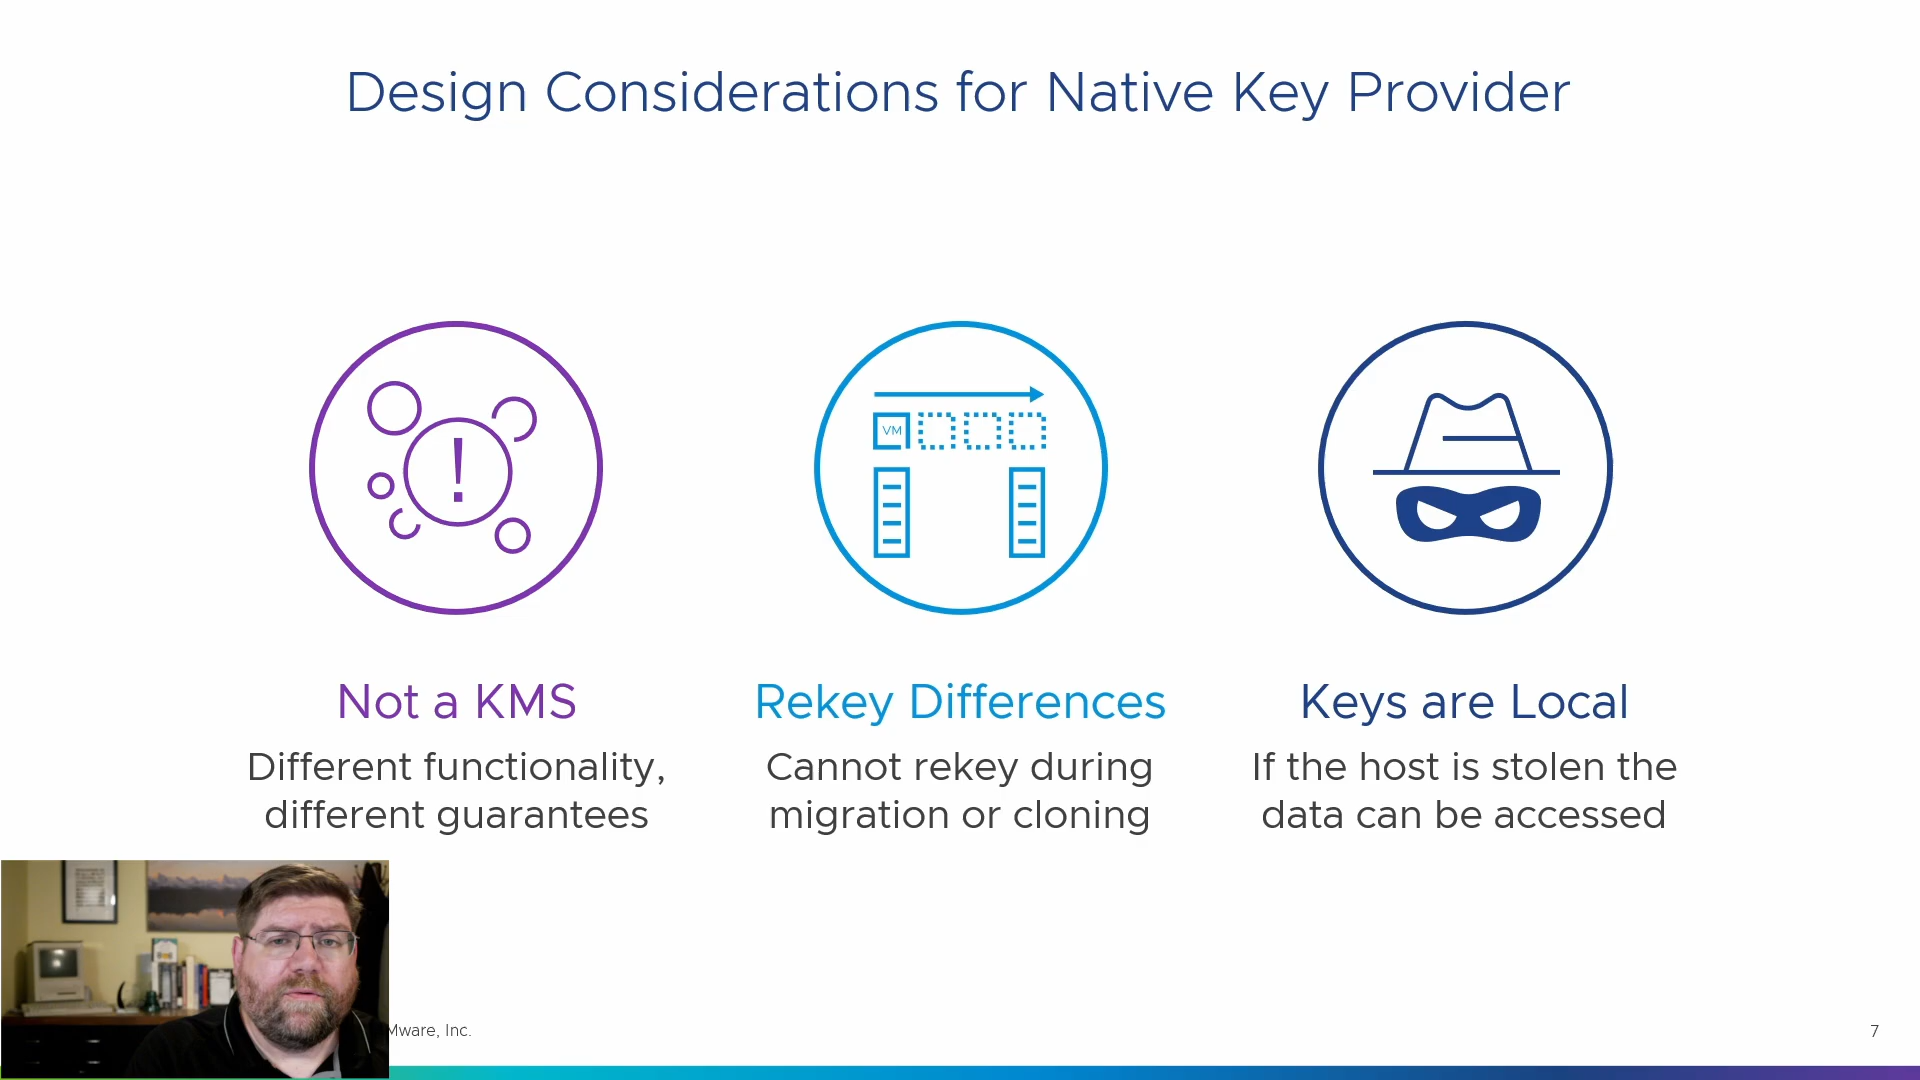 Design Considerations for Native Key Provider
!
VM
Not a KMS
Rekey Differences
Keys are Local
Different functionality,
different guarantees
Cannot rekey during
migration or cloning
If the host is stolen the
data can be accessed
Mware, Inc.
7